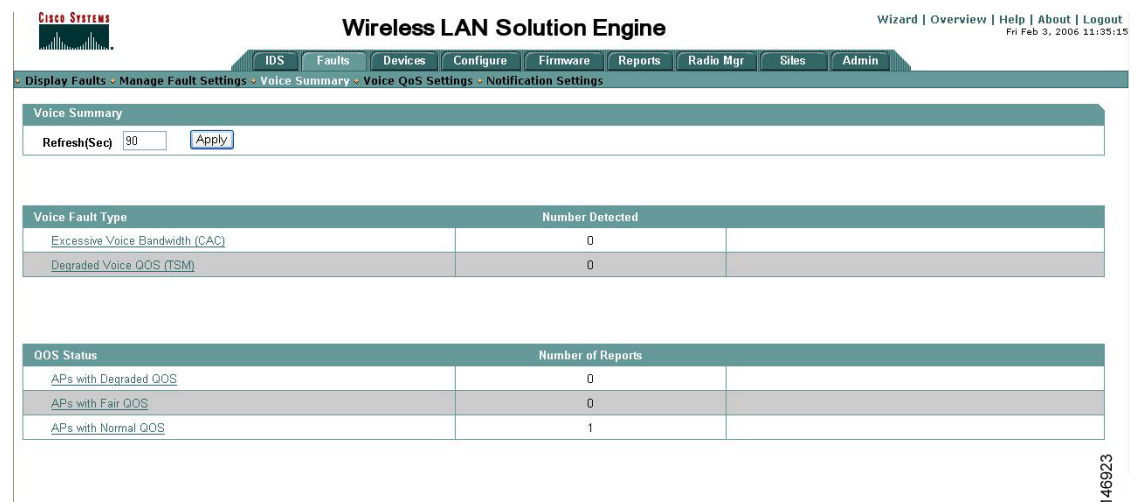 CISCO SYSTEMS
Wireless LAN Solution Engine
Wizard | Overview | Help | About | Logout
Fri Feb 3, 2006 11:35:15
IDS Faults Devices Configure Firmware Reports Radio Mgr Sites Admin
Display Faults Manage Fault Settings Voice Summary Voice QoS Settings Notification Settings
Voice Summary
Refresh(Sec) 90 Apply
Voice Fault Type Number Detected
Excessive Voice Bandwidth (CAC) 0
Degraded Voice QOS (TSM) 0
QOS Status Number of Reports
APs with Degraded QOS 0
APs with Fair QOS 0
APs with Normal QOS 1
146923